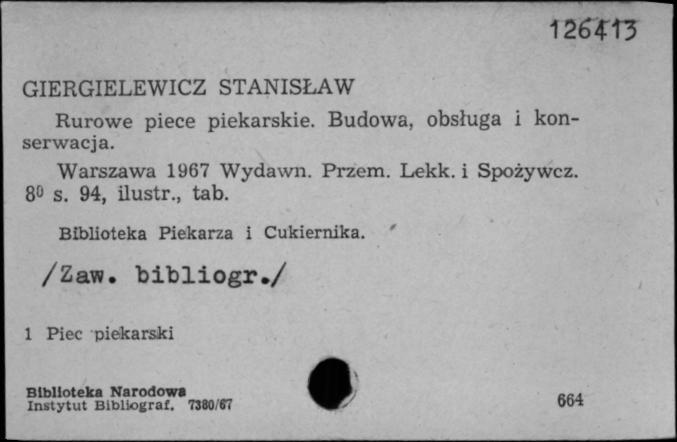 126413
GIERGIELEWICZ STANISŁAW
Rurowe piece piekarskie. Budowa, obsługa i kon-
serwacja.
Warszawa 1967 Wydawn. Przem. Lekk. i Spożywcz.
8⁰ s. 94, ilustr., tab.
Biblioteka Piekarza i Cukiernika.
/Zaw. bibliogr./
1 Piec piekarski
Biblioteka Narodowa
Instytut Bibliograf. 7380/67
664